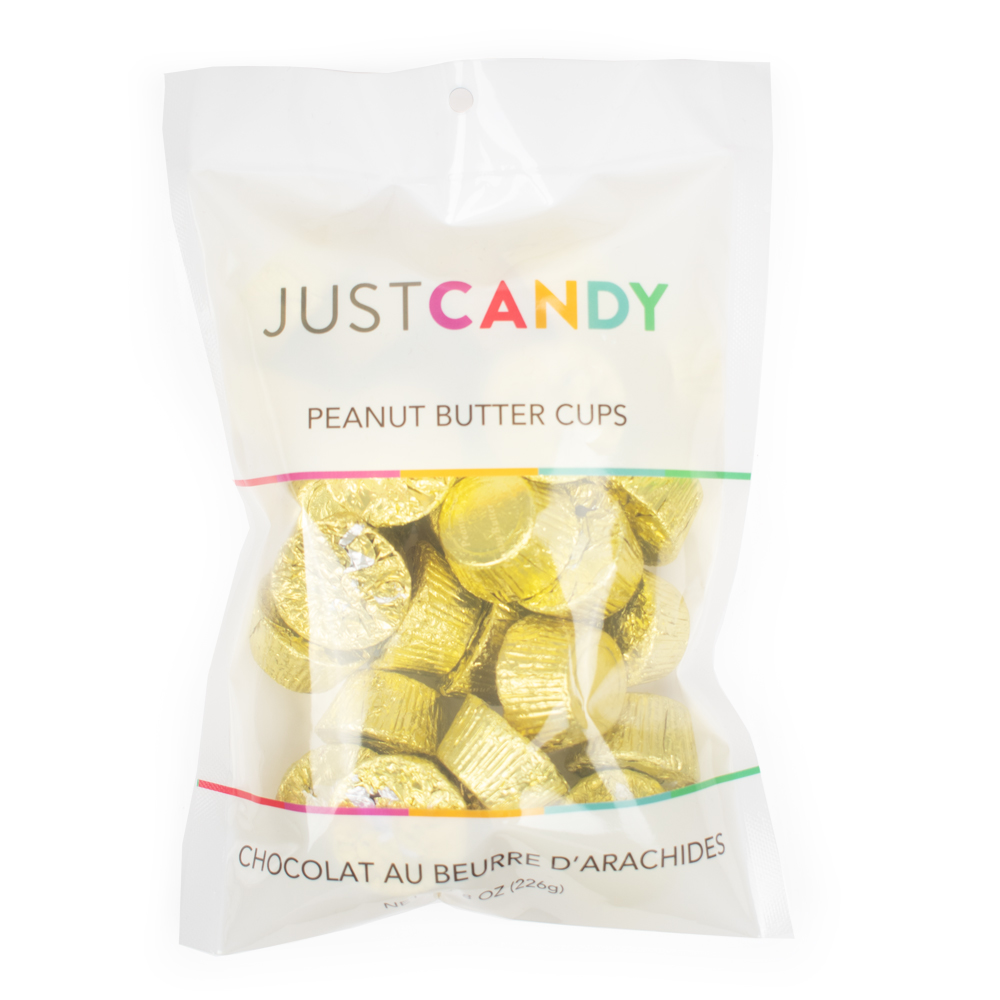 JUSTCANDY
PEANUT BUTTER CUPS
CHOCOLAT AU BEURRE D'ARACHIDES
OZ (226g)